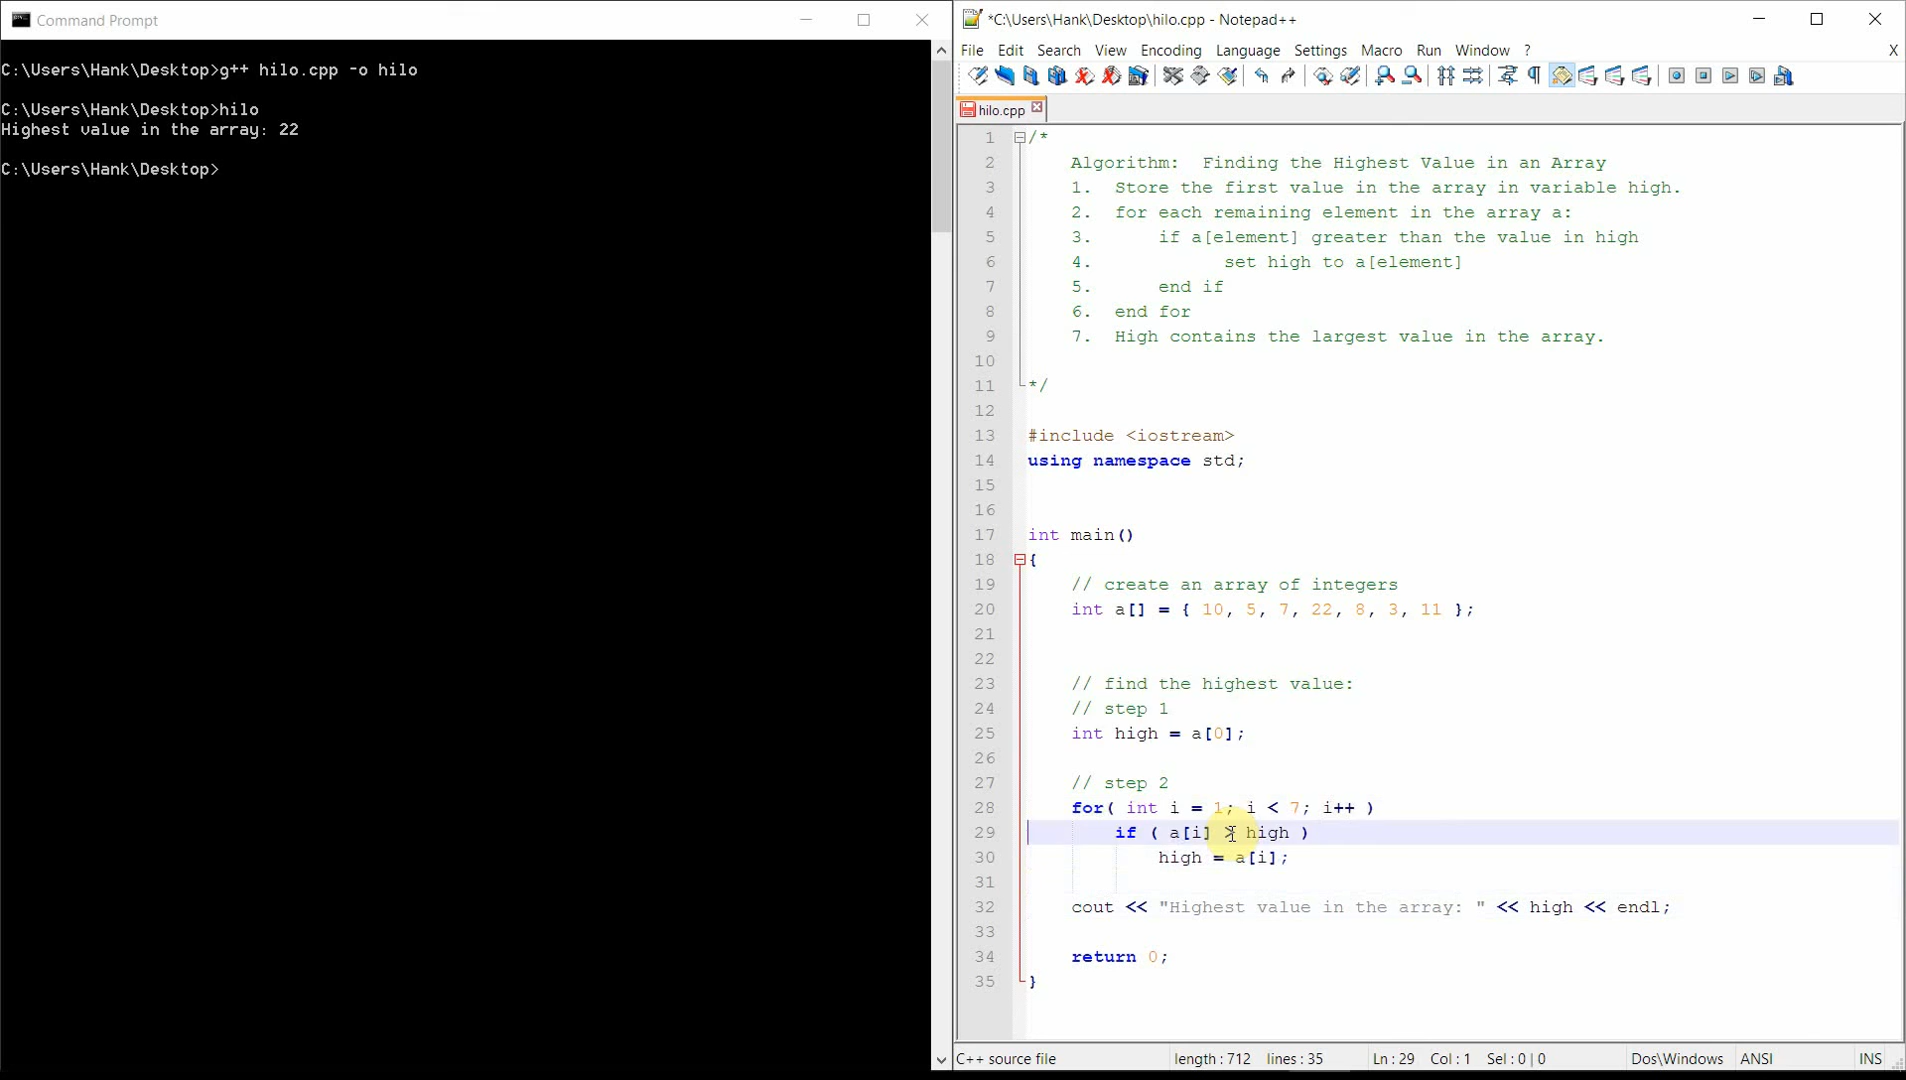 Command Prompt
C:\Users\Hank\Desktop>g++ hilo.cpp -o hilo
C:\Users\Hank\Desktop>hilo
Highest value in the array: 22
C:\Users\Hank\Desktop>
*C:\Users\Hank\Desktop\hilo.cpp - Notepad++
File Edit Search View Encoding Language Settings Macro Run Window ? X
hilo.cpp
1 /*
2 Algorithm: Finding the Highest Value in an Array
3 1. Store the first value in the array in variable high.
4 2. for each remaining element in the array a:
5 3. if a[element] greater than the value in high
6 4. set high to a[element]
7 5. end if
8 6. end for
9 7. High contains the largest value in the array.
10
11 */
12
13 #include <iostream>
14 using namespace std;
15
16
17 int main()
18 {
19 // create an array of integers
20 int a[] = { 10, 5, 7, 22, 8, 3, 11 };
21
22
23 // find the highest value:
24 // step 1
25 int high = a[0];
26
27 // step 2
28 for( int i = 1; i < 7; i++ )
29 if ( a[i] > high )
30 high = a[i];
31
32 cout << "Highest value in the array: " << high << endl;
33
34 return 0;
35 }
C++ source file length : 712 lines : 35 Ln : 29 Col : 1 Sel : 0 | 0 Dos\Windows ANSI INS